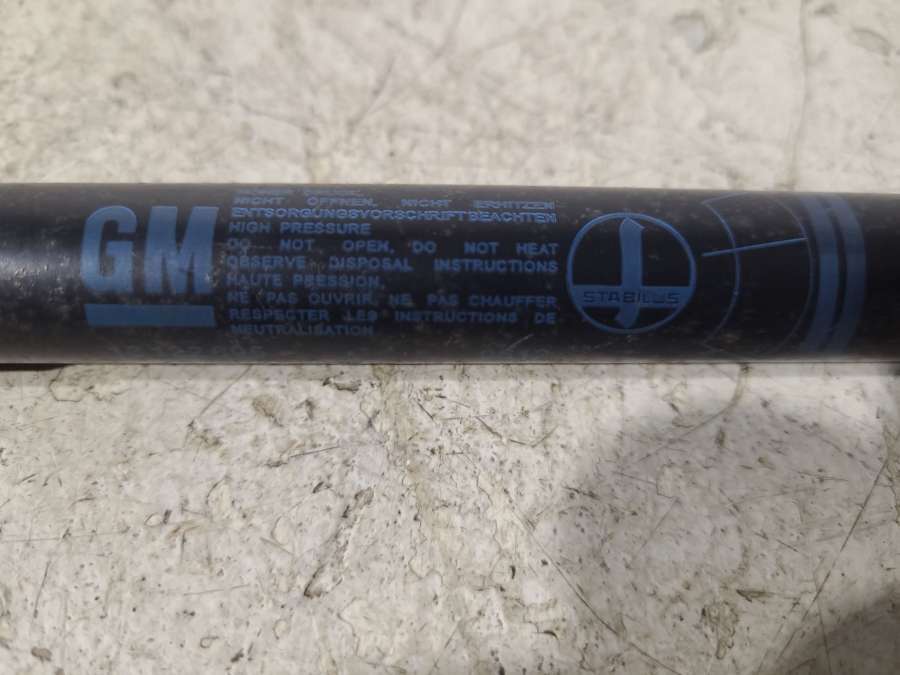 GM
NICHT ÖFFNEN, NICHT ERHITZEN
ENTSORGUNGSVORSCHRIFT BEACHTEN
HIGH PRESSURE
DO NOT OPEN, DO NOT HEAT
OBSERVE DISPOSAL INSTRUCTIONS
HAUTE PRESSION.
NE PAS OUVRIR, NE PAS CHAUFFER
RESPECTER LES INSTRUCTIONS DE
NEUTRALISATION
STABILUS